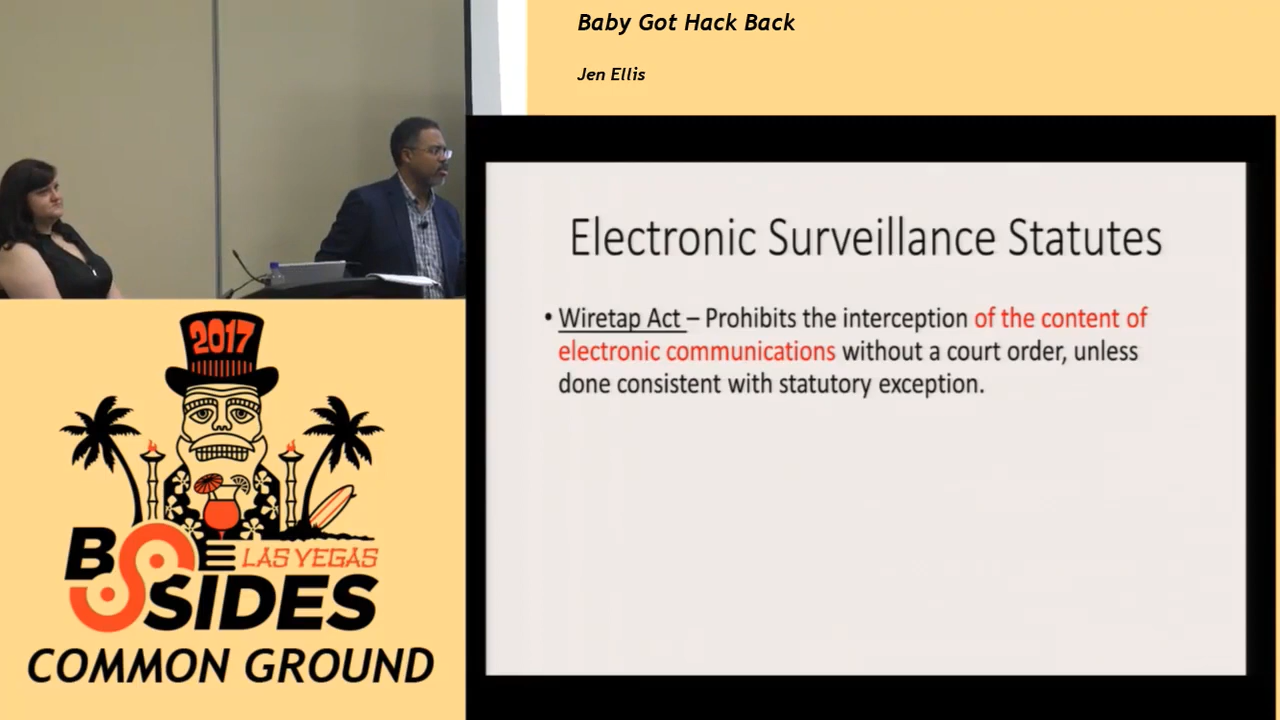 Baby Got Hack Back
Jen Ellis
Electronic Surveillance Statutes
• Wiretap Act – Prohibits the interception of the content of
electronic communications without a court order, unless
done consistent with statutory exception.
2017
BSIDES
LAS VEGAS
COMMON GROUND